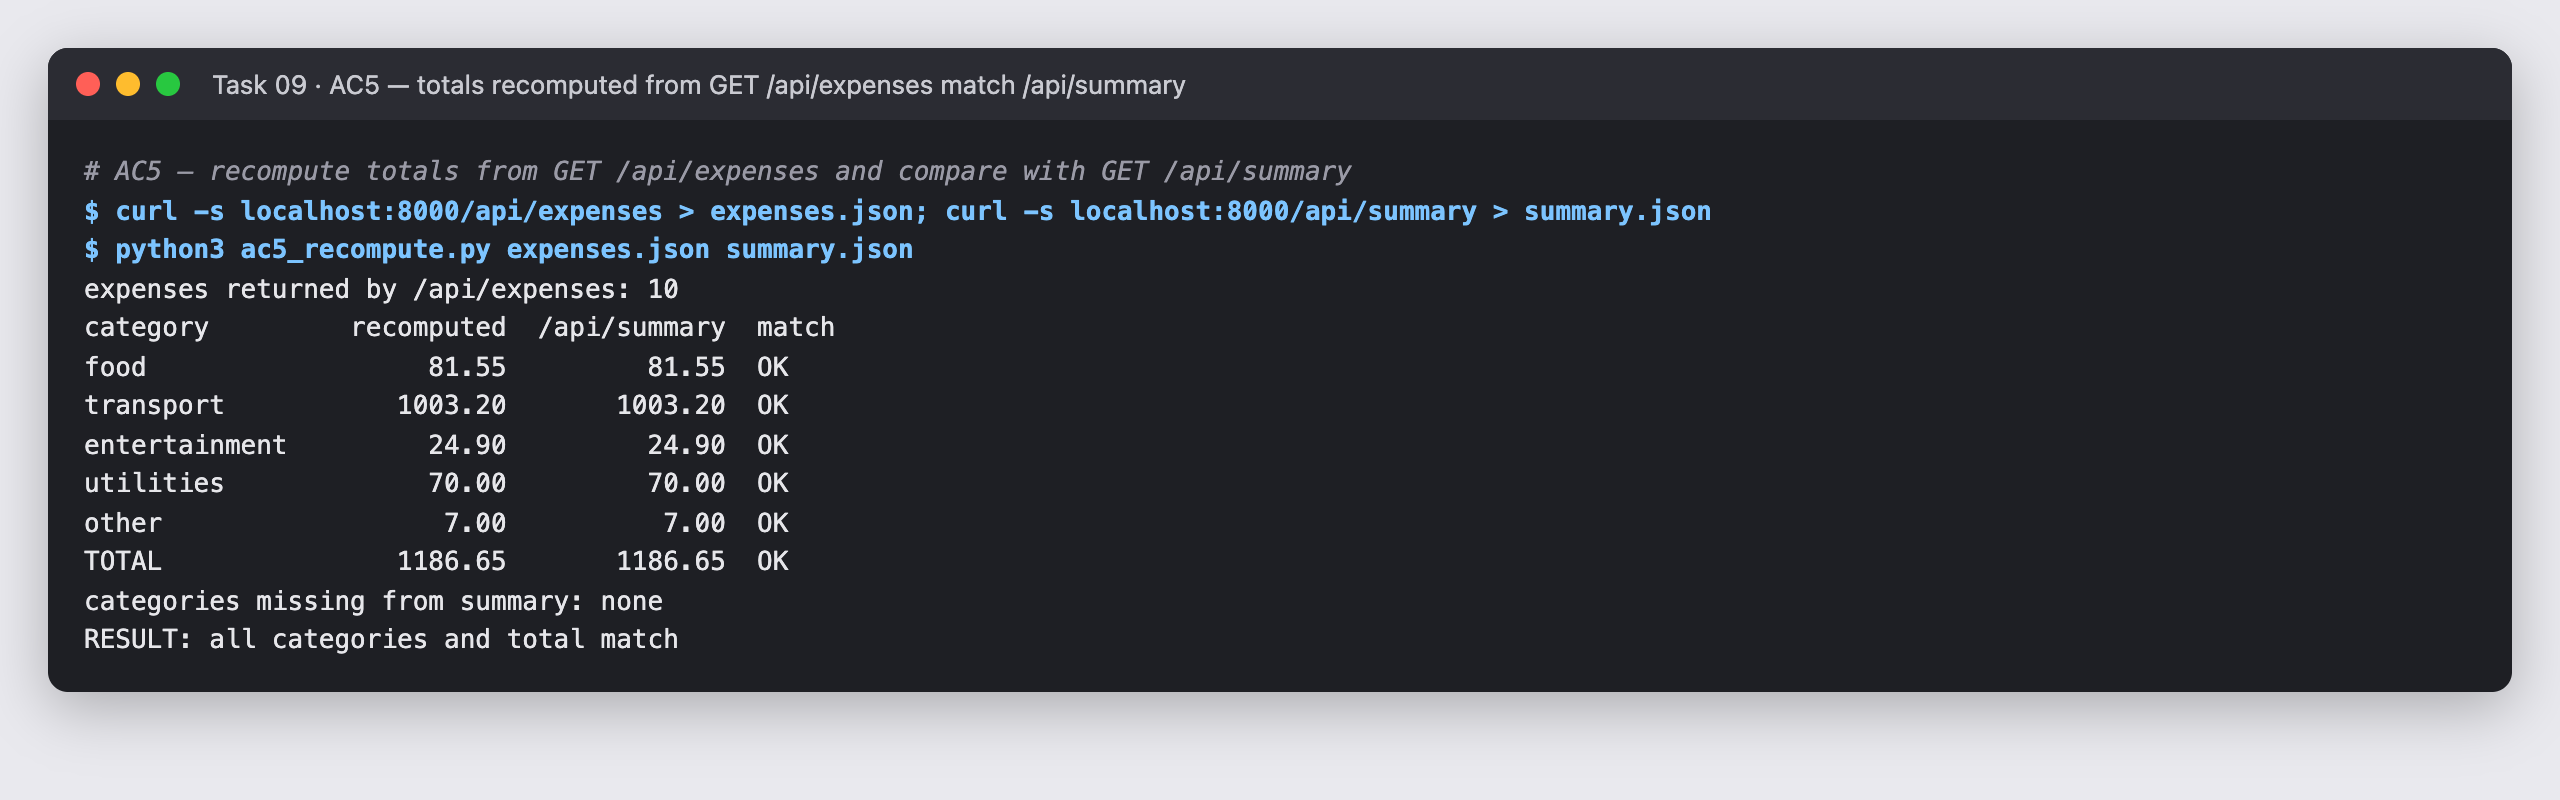 Task 09 · AC5 — totals recomputed from GET /api/expenses match /api/summary
# AC5 — recompute totals from GET /api/expenses and compare with GET /api/summary
$ curl -s localhost:8000/api/expenses > expenses.json; curl -s localhost:8000/api/summary > summary.json
$ python3 ac5_recompute.py expenses.json summary.json
expenses returned by /api/expenses: 10
category         recomputed  /api/summary  match
food                  81.55         81.55  OK
transport           1003.20       1003.20  OK
entertainment         24.90         24.90  OK
utilities             70.00         70.00  OK
other                  7.00          7.00  OK
TOTAL               1186.65       1186.65  OK
categories missing from summary: none
RESULT: all categories and total match